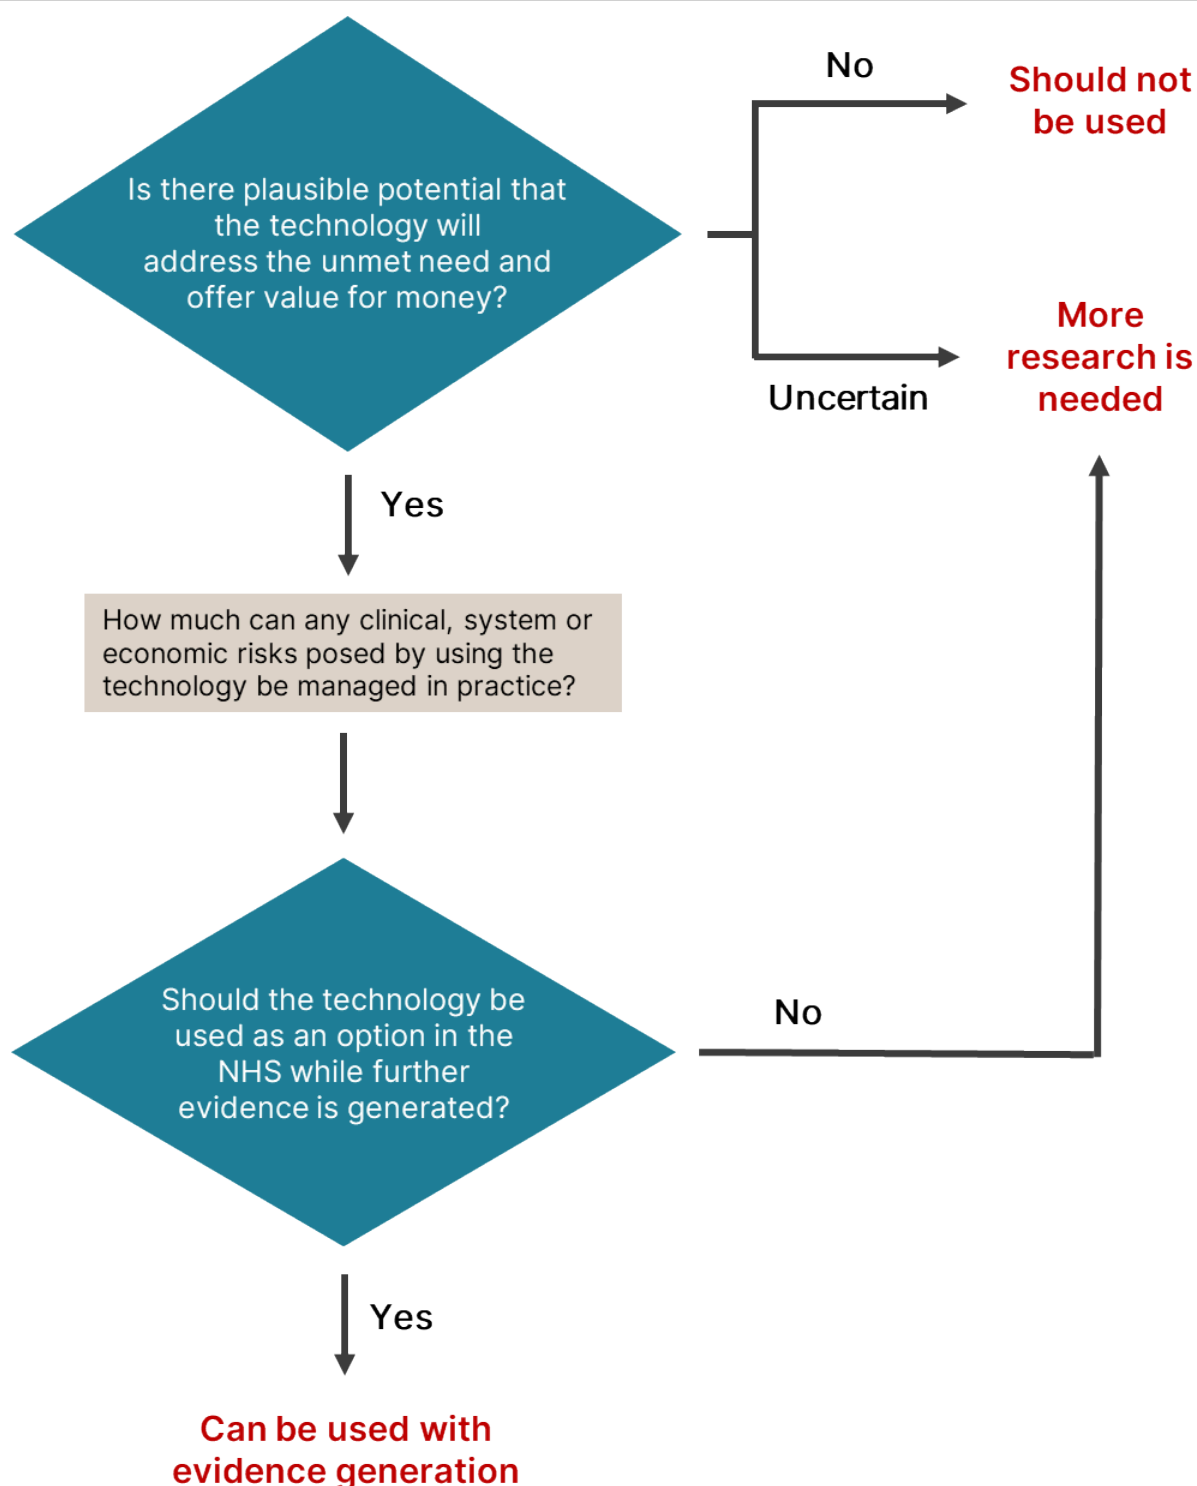 No
Should not
be used
Is there plausible potential that
the technology will
address the unmet need and
offer value for money?
More
research is
needed
Uncertain
Yes
How much can any clinical, system or
economic risks posed by using the
technology be managed in practice?
Should the technology be
used as an option in the
NHS while further
evidence is generated?
No
Yes
Can be used with
evidence generation